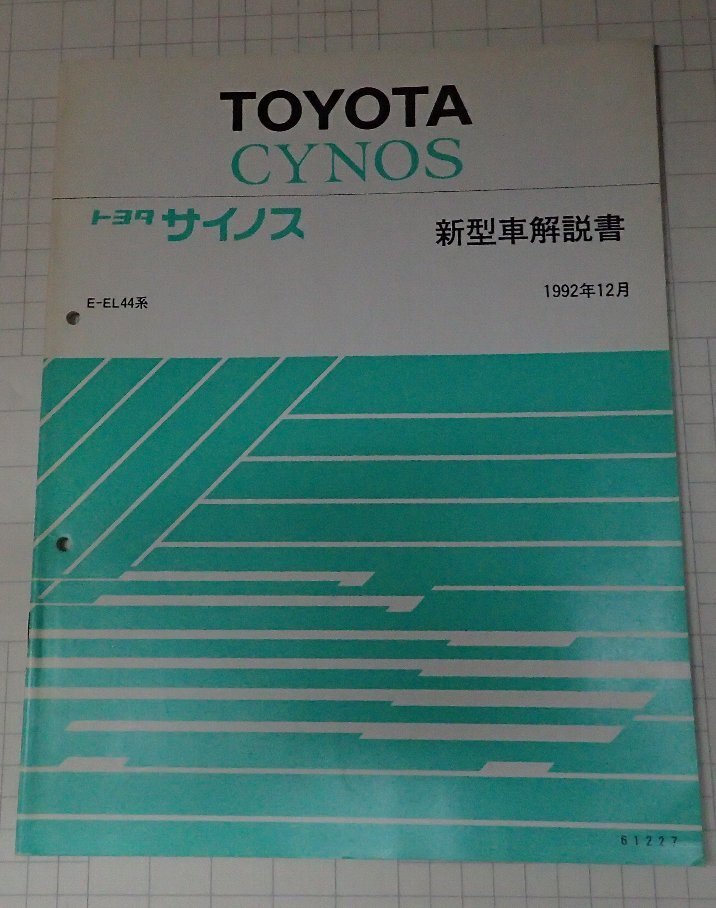 TOYOTA
CYNOS
トヨタ サイノス 新型車解説書
E-EL44系 1992年12月
61227